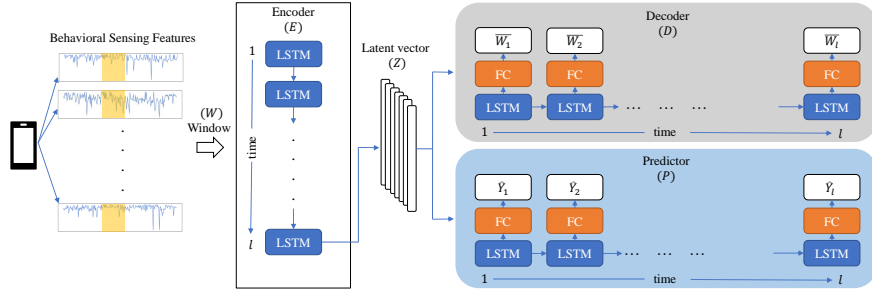 Behavioral Sensing Features
(W)
Window
Encoder
(E)
1
LSTM
LSTM
.
.
.
.
time
l
LSTM
Latent vector
(Z)
Decoder
(D)
W̅₁ W̅₂ W̅ₗ
FC FC FC
LSTM LSTM ... ... ... LSTM
1 time l
Predictor
(P)
Ŷ₁ Ŷ₂ Ŷₗ
FC FC FC
LSTM LSTM ... ... ... LSTM
1 time l